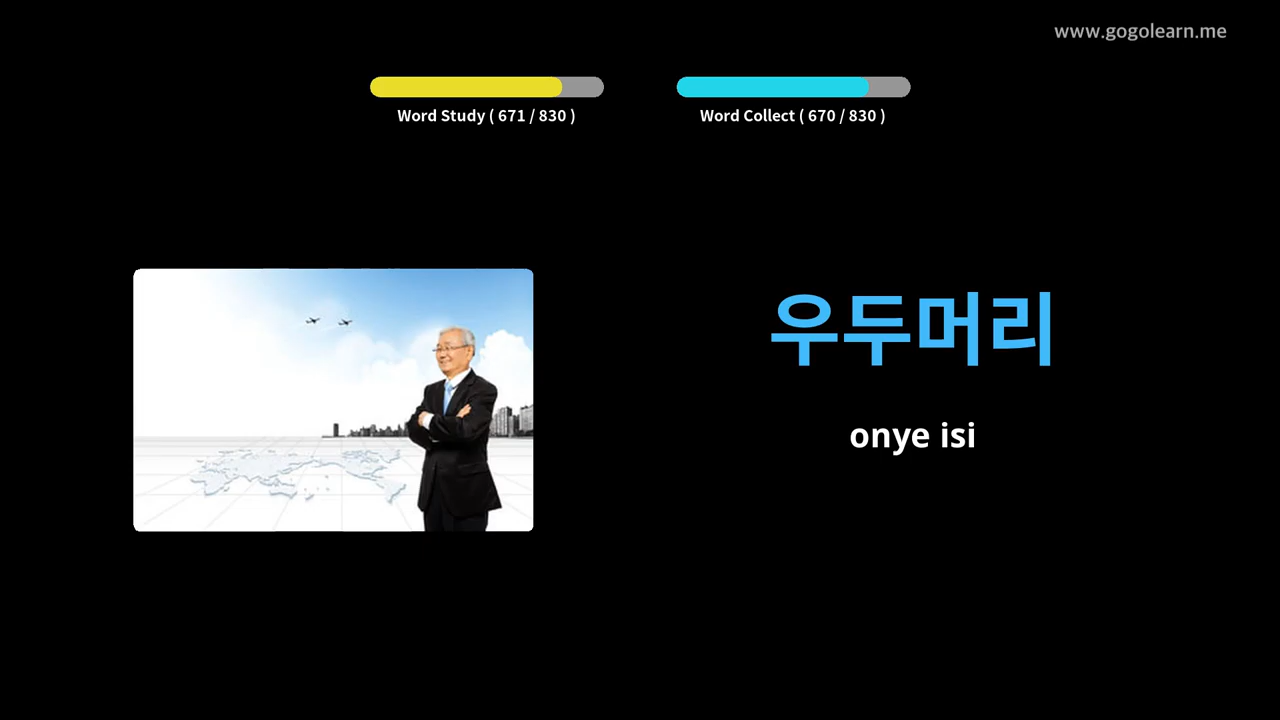 www.gogolearn.me
Word Study ( 671 / 830 )
Word Collect ( 670 / 830 )
우두머리
onye isi